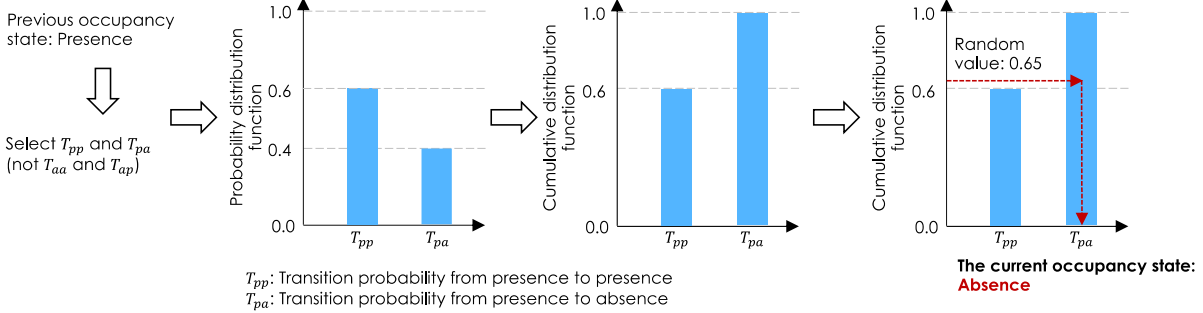 Previous occupancy
state: Presence
Select T_pp and T_pa
(not T_aa and T_ap)
Probability distribution
function
1.0
0.6
0.4
0.0
T_pp
T_pa
Cumulative distribution
function
1.0
0.6
0.0
T_pp
T_pa
Cumulative distribution
function
1.0
0.6
0.0
Random
value: 0.65
T_pp
T_pa
T_pp: Transition probability from presence to presence
T_pa: Transition probability from presence to absence
The current occupancy state:
Absence